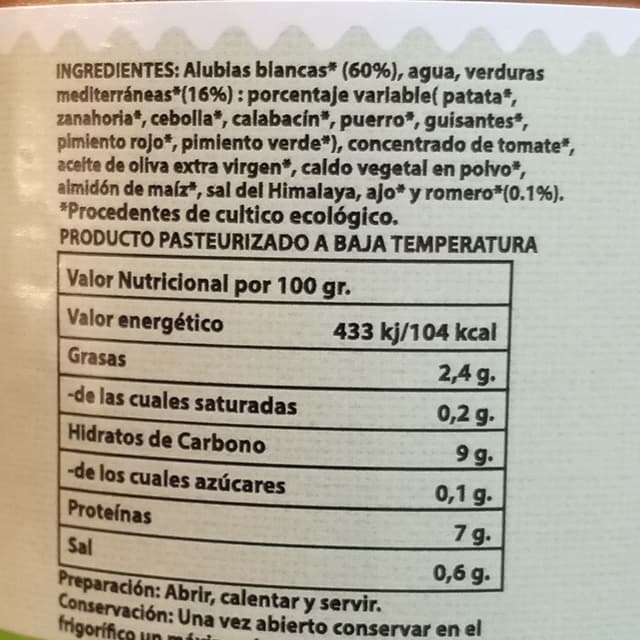 INGREDIENTES: Alubias blancas* (60%), agua, verduras
mediterráneas*(16%) : porcentaje variable( patata*,
zanahoria*, cebolla*, calabacín*, puerro*, guisantes*,
pimiento rojo*, pimiento verde*), concentrado de tomate*,
aceite de oliva extra virgen*, caldo vegetal en polvo*,
almidón de maíz*, sal del Himalaya, ajo* y romero*(0.1%).
*Procedentes de cultico ecológico.
PRODUCTO PASTEURIZADO A BAJA TEMPERATURA
Valor Nutricional por 100 gr.
Valor energético 433 kj/104 kcal
Grasas 2,4 g.
-de las cuales saturadas 0,2 g.
Hidratos de Carbono 9 g.
-de los cuales azúcares 0,1 g.
Proteínas 7 g.
Sal 0,6 g.
Preparación: Abrir, calentar y servir.
Conservación: Una vez abierto conservar en el
frigorífico un